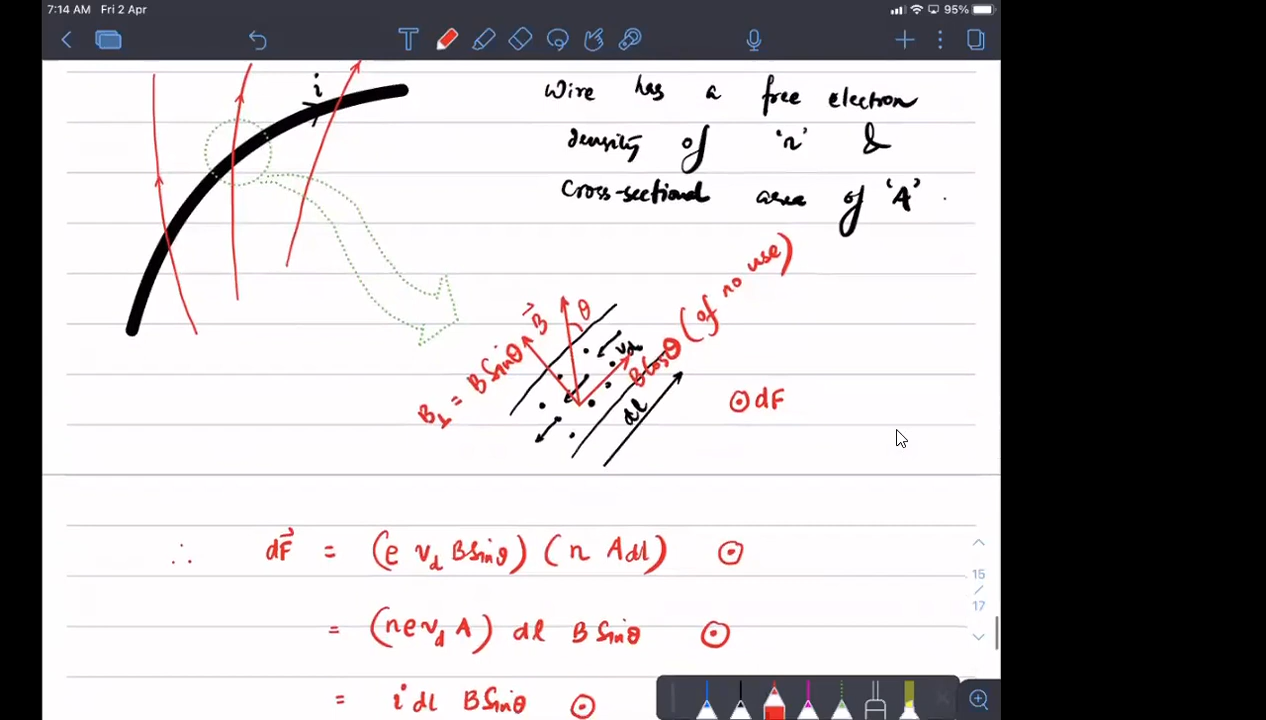 7:14 AM Fri 2 Apr
95%
i
Wire has a free electron
density of 'n' &
Cross-sectional area of 'A'.
B⃗
θ
B⊥ = B Sinθ
vd
B Cosθ (of no use)
dl
⊙ dF
∴ dF⃗ = (e vd B Sinθ) (n A dl) ⊙
= (n e vd A) dl B Sinθ ⊙
= i dl B Sinθ ⊙
15
/
17